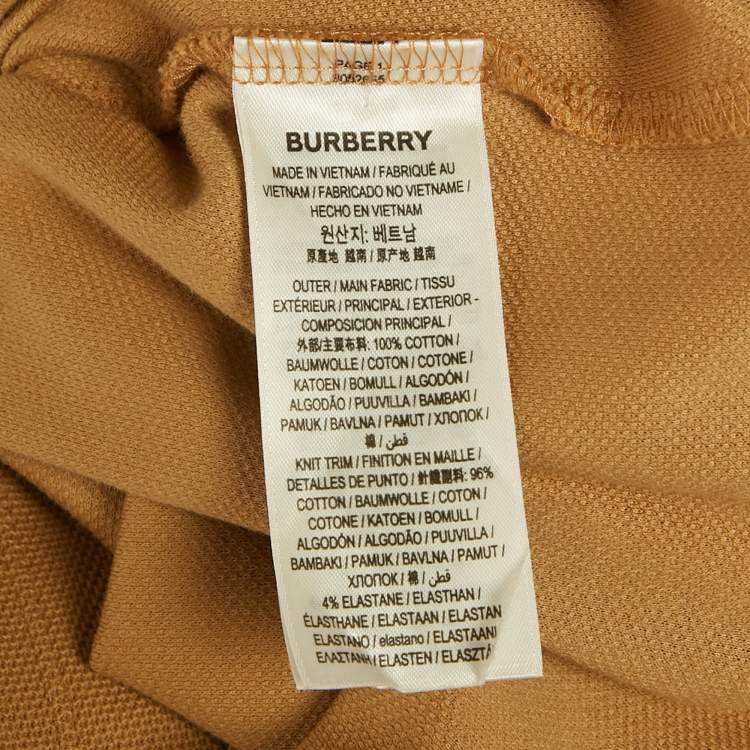 PAGE 1
8052655
BURBERRY
MADE IN VIETNAM / FABRIQUÉ AU
VIETNAM / FABRICADO NO VIETNAME /
HECHO EN VIETNAM
원산지: 베트남
原產地 越南 / 原产地 越南
OUTER / MAIN FABRIC / TISSU
EXTÉRIEUR / PRINCIPAL / EXTERIOR -
COMPOSICION PRINCIPAL /
外部/主要布料: 100% COTTON /
BAUMWOLLE / COTON / COTONE /
KATOEN / BOMULL / ALGODÓN /
ALGODÃO / PUUVILLA / BAMBAKI /
PAMUK / BAVLNA / PAMUT / ХЛОПОК /
棉 / قطن /
KNIT TRIM / FINITION EN MAILLE /
DETALLES DE PUNTO / 針織副料: 96%
COTTON / BAUMWOLLE / COTON /
COTONE / KATOEN / BOMULL /
ALGODÓN / ALGODÃO / PUUVILLA /
BAMBAKI / PAMUK / BAVLNA / PAMUT /
ХЛОПОК / 棉 / قطن /
4% ELASTANE / ELASTHAN /
ÉLASTHANNE / ELASTAAN / ELASTAN /
ELASTANO / elastano / ELASTAANI
ΕΛΑΣΤΑΝΗ / ELASTEN / ELASZTÁ